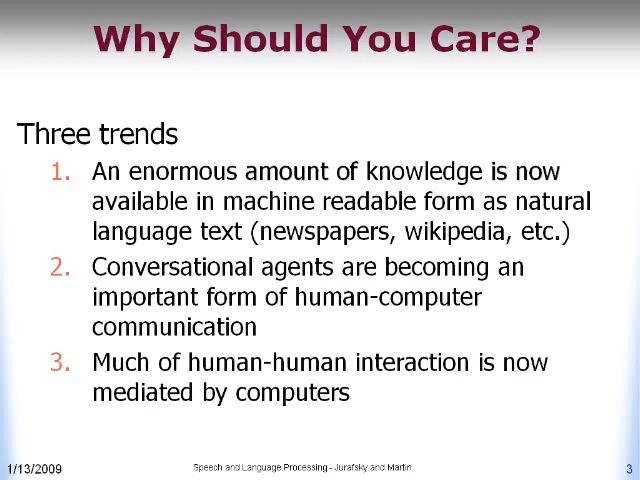 Why Should You Care?
Three trends
1. An enormous amount of knowledge is now
available in machine readable form as natural
language text (newspapers, wikipedia, etc.)
2. Conversational agents are becoming an
important form of human-computer
communication
3. Much of human-human interaction is now
mediated by computers
1/13/2009
Speech and Language Processing - Jurafsky and Martin
3